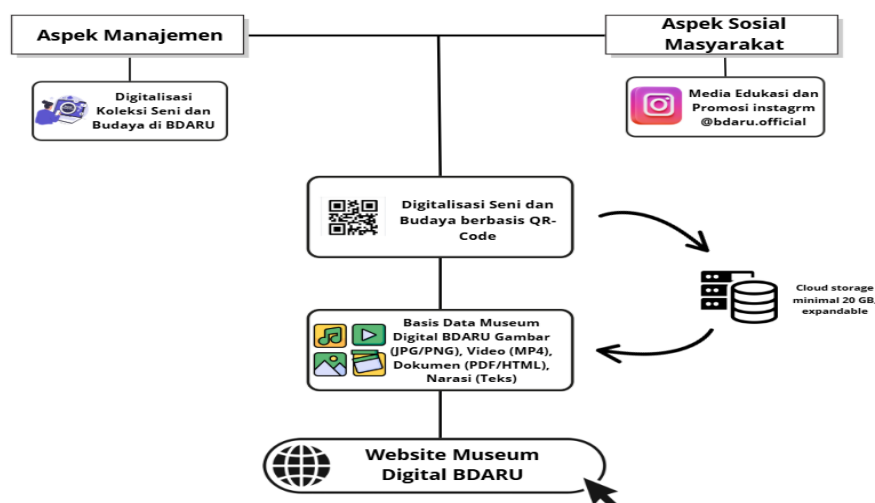 Aspek Manajemen
Aspek Sosial
Masyarakat
Digitalisasi
Koleksi Seni dan
Budaya di BDARU
Media Edukasi dan
Promosi instagrm
@bdaru.official
Digitalisasi Seni dan
Budaya berbasis QR-
Code
Cloud storage
minimal 20 GB,
expandable
Basis Data Museum
Digital BDARU Gambar
(JPG/PNG), Video (MP4),
Dokumen (PDF/HTML),
Narasi (Teks)
Website Museum
Digital BDARU